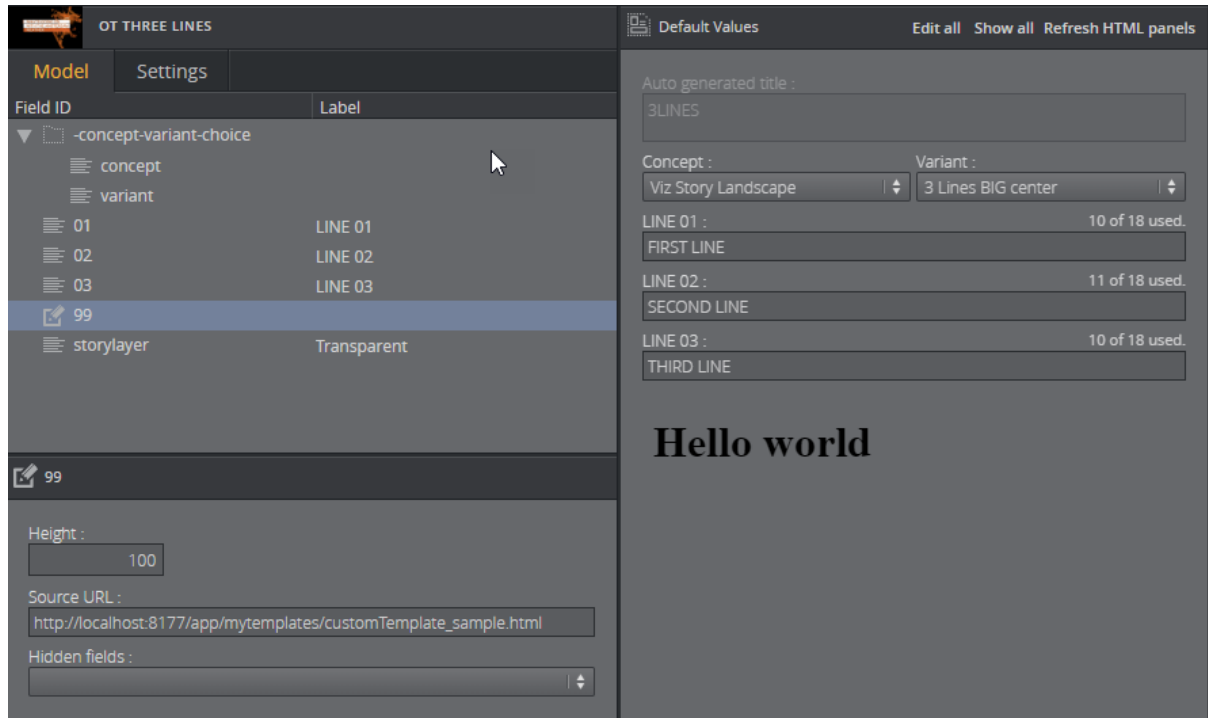 OT THREE LINES
Model Settings
Field ID Label
-concept-variant-choice
concept
variant
01 LINE 01
02 LINE 02
03 LINE 03
99
storylayer Transparent
99
Height :
100
Source URL :
http://localhost:8177/app/mytemplates/customTemplate_sample.html
Hidden fields :
Default Values Edit all Show all Refresh HTML panels
Auto generated title :
3LINES
Concept : Variant :
Viz Story Landscape 3 Lines BIG center
LINE 01 : 10 of 18 used.
FIRST LINE
LINE 02 : 11 of 18 used.
SECOND LINE
LINE 03 : 10 of 18 used.
THIRD LINE
Hello world